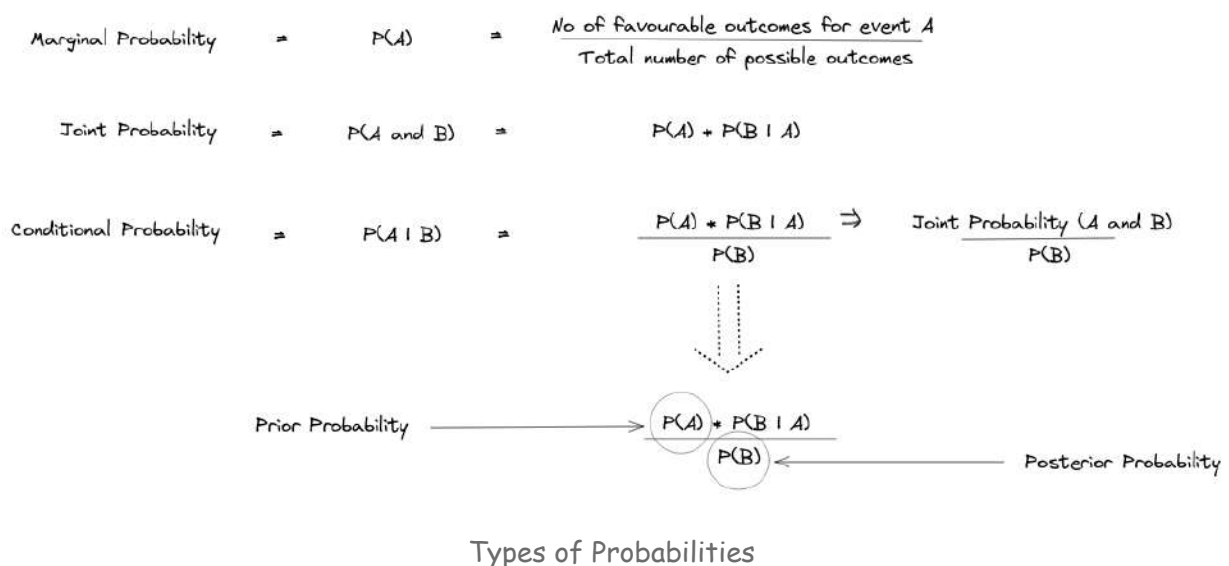 Marginal Probability = P(A) = No of favourable outcomes for event A
Total number of possible outcomes
Joint Probability = P(A and B) = P(A) * P(B | A)
Conditional Probability = P(A | B) = P(A) * P(B | A) ⇒ Joint Probability (A and B)
P(B) P(B)
Prior Probability P(A) * P(B | A)
P(B) Posterior Probability
Types of Probabilities